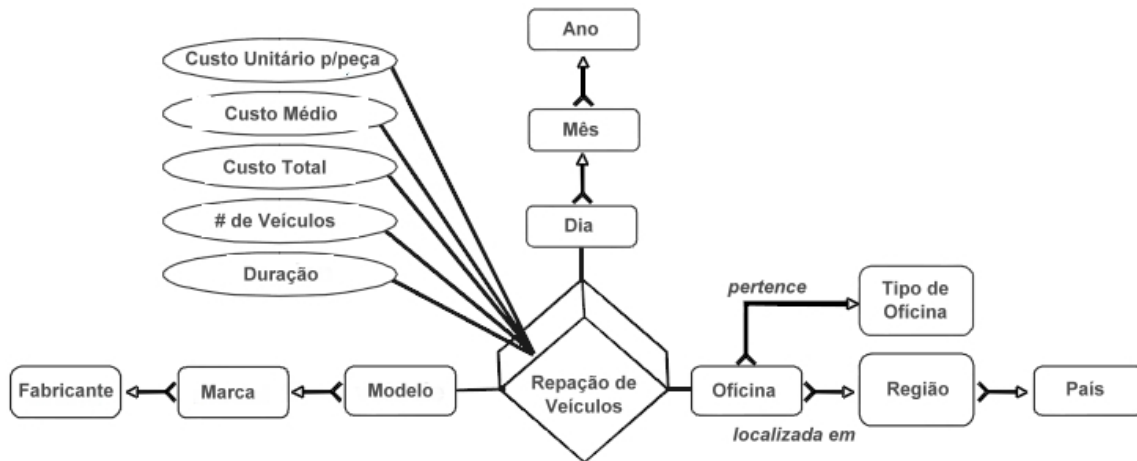 Ano
Custo Unitário p/peça
Custo Médio
Mês
Custo Total
# de Veículos
Dia
Duração
pertence
Tipo de
Oficina
Fabricante
Marca
Modelo
Repação de
Veículos
Oficina
Região
País
localizada em